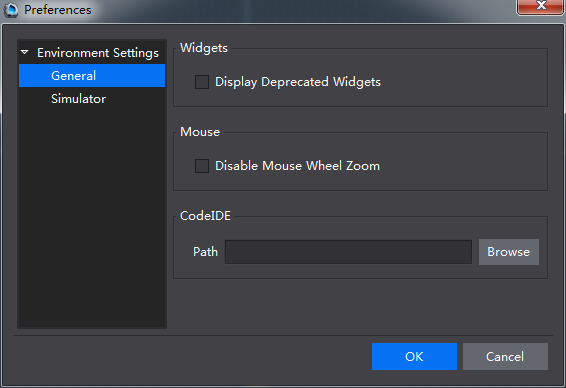 Preferences
Environment Settings
General
Simulator
Widgets
Display Deprecated Widgets
Mouse
Disable Mouse Wheel Zoom
CodeIDE
Path
Browse
OK
Cancel